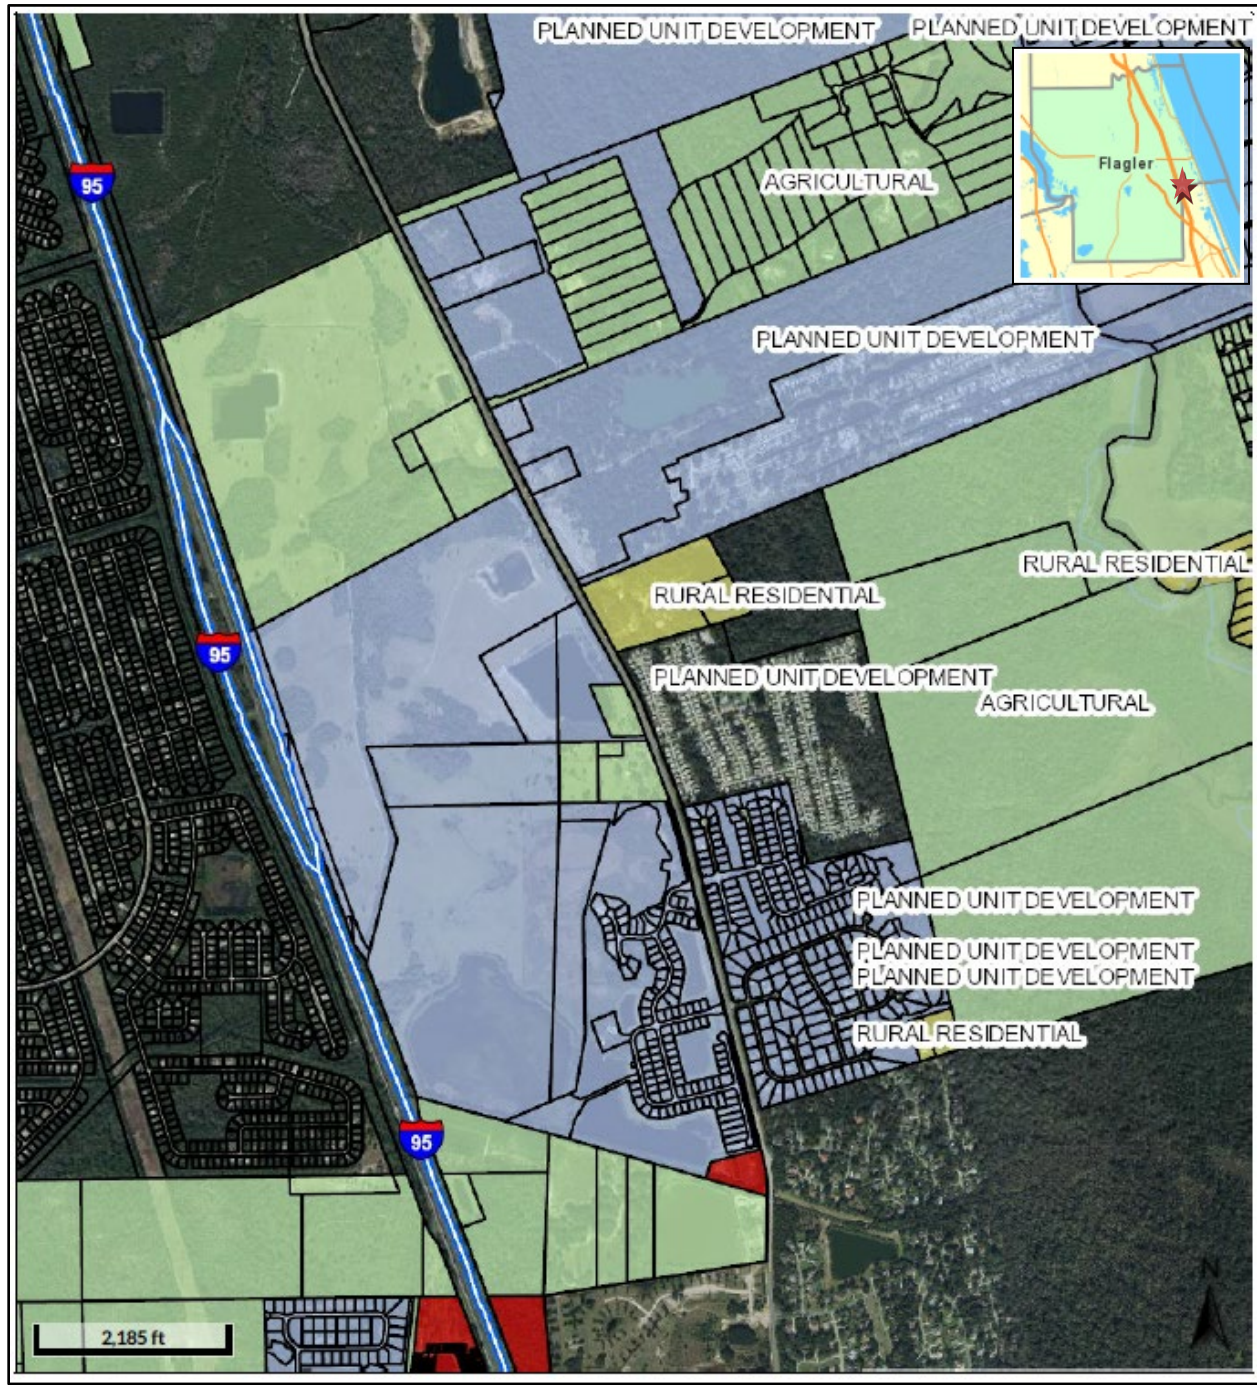 PLANNED UNIT DEVELOPMENT
PLANNED UNIT DEVELOPMENT
Flagler
95
AGRICULTURAL
PLANNED UNIT DEVELOPMENT
RURAL RESIDENTIAL
RURAL RESIDENTIAL
95
PLANNED UNIT DEVELOPMENT
AGRICULTURAL
PLANNED UNIT DEVELOPMENT
PLANNED UNIT DEVELOPMENT
PLANNED UNIT DEVELOPMENT
RURAL RESIDENTIAL
95
N
2,185 ft